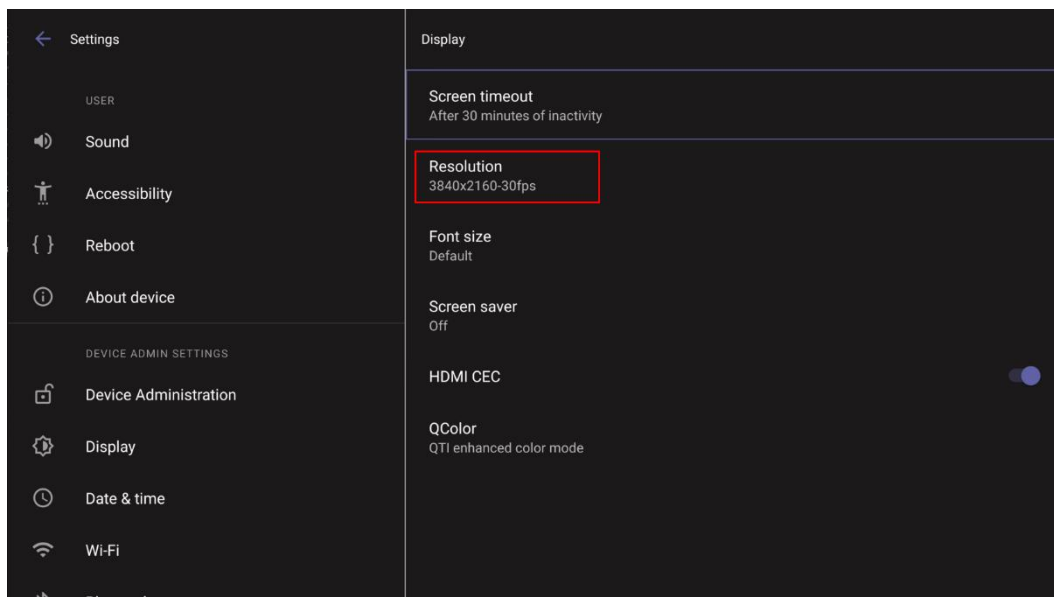 Settings
USER
Sound
Accessibility
{ } Reboot
About device
DEVICE ADMIN SETTINGS
Device Administration
Display
Date & time
Wi-Fi
Display
Screen timeout
After 30 minutes of inactivity
Resolution
3840x2160-30fps
Font size
Default
Screen saver
Off
HDMI CEC
QColor
QTI enhanced color mode